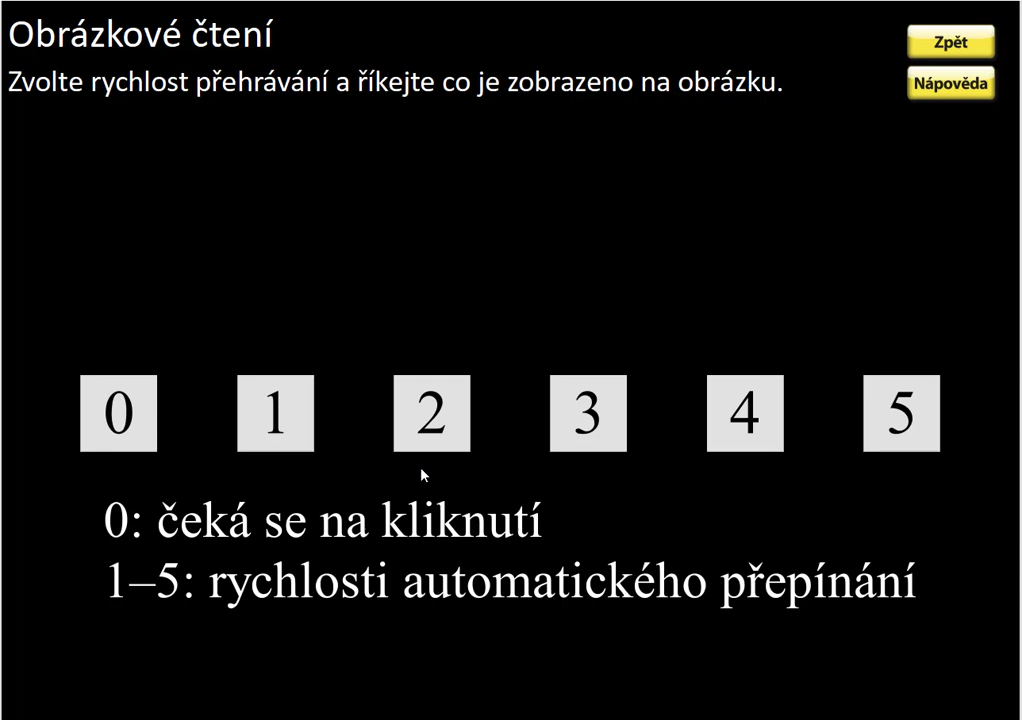 Obrázkové čtení
Zpět
Zvolte rychlost přehrávání a říkejte co je zobrazeno na obrázku.
Nápověda
0 1 2 3 4 5
0: čeká se na kliknutí
1–5: rychlosti automatického přepínání